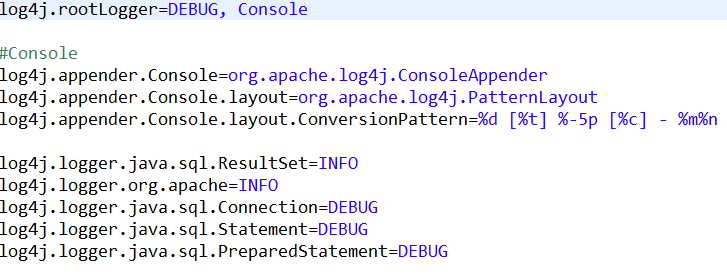 log4j.rootLogger=DEBUG, Console
#Console
log4j.appender.Console=org.apache.log4j.ConsoleAppender
log4j.appender.Console.layout=org.apache.log4j.PatternLayout
log4j.appender.Console.layout.ConversionPattern=%d [%t] %-5p [%c] - %m%n
log4j.logger.java.sql.ResultSet=INFO
log4j.logger.org.apache=INFO
log4j.logger.java.sql.Connection=DEBUG
log4j.logger.java.sql.Statement=DEBUG
log4j.logger.java.sql.PreparedStatement=DEBUG